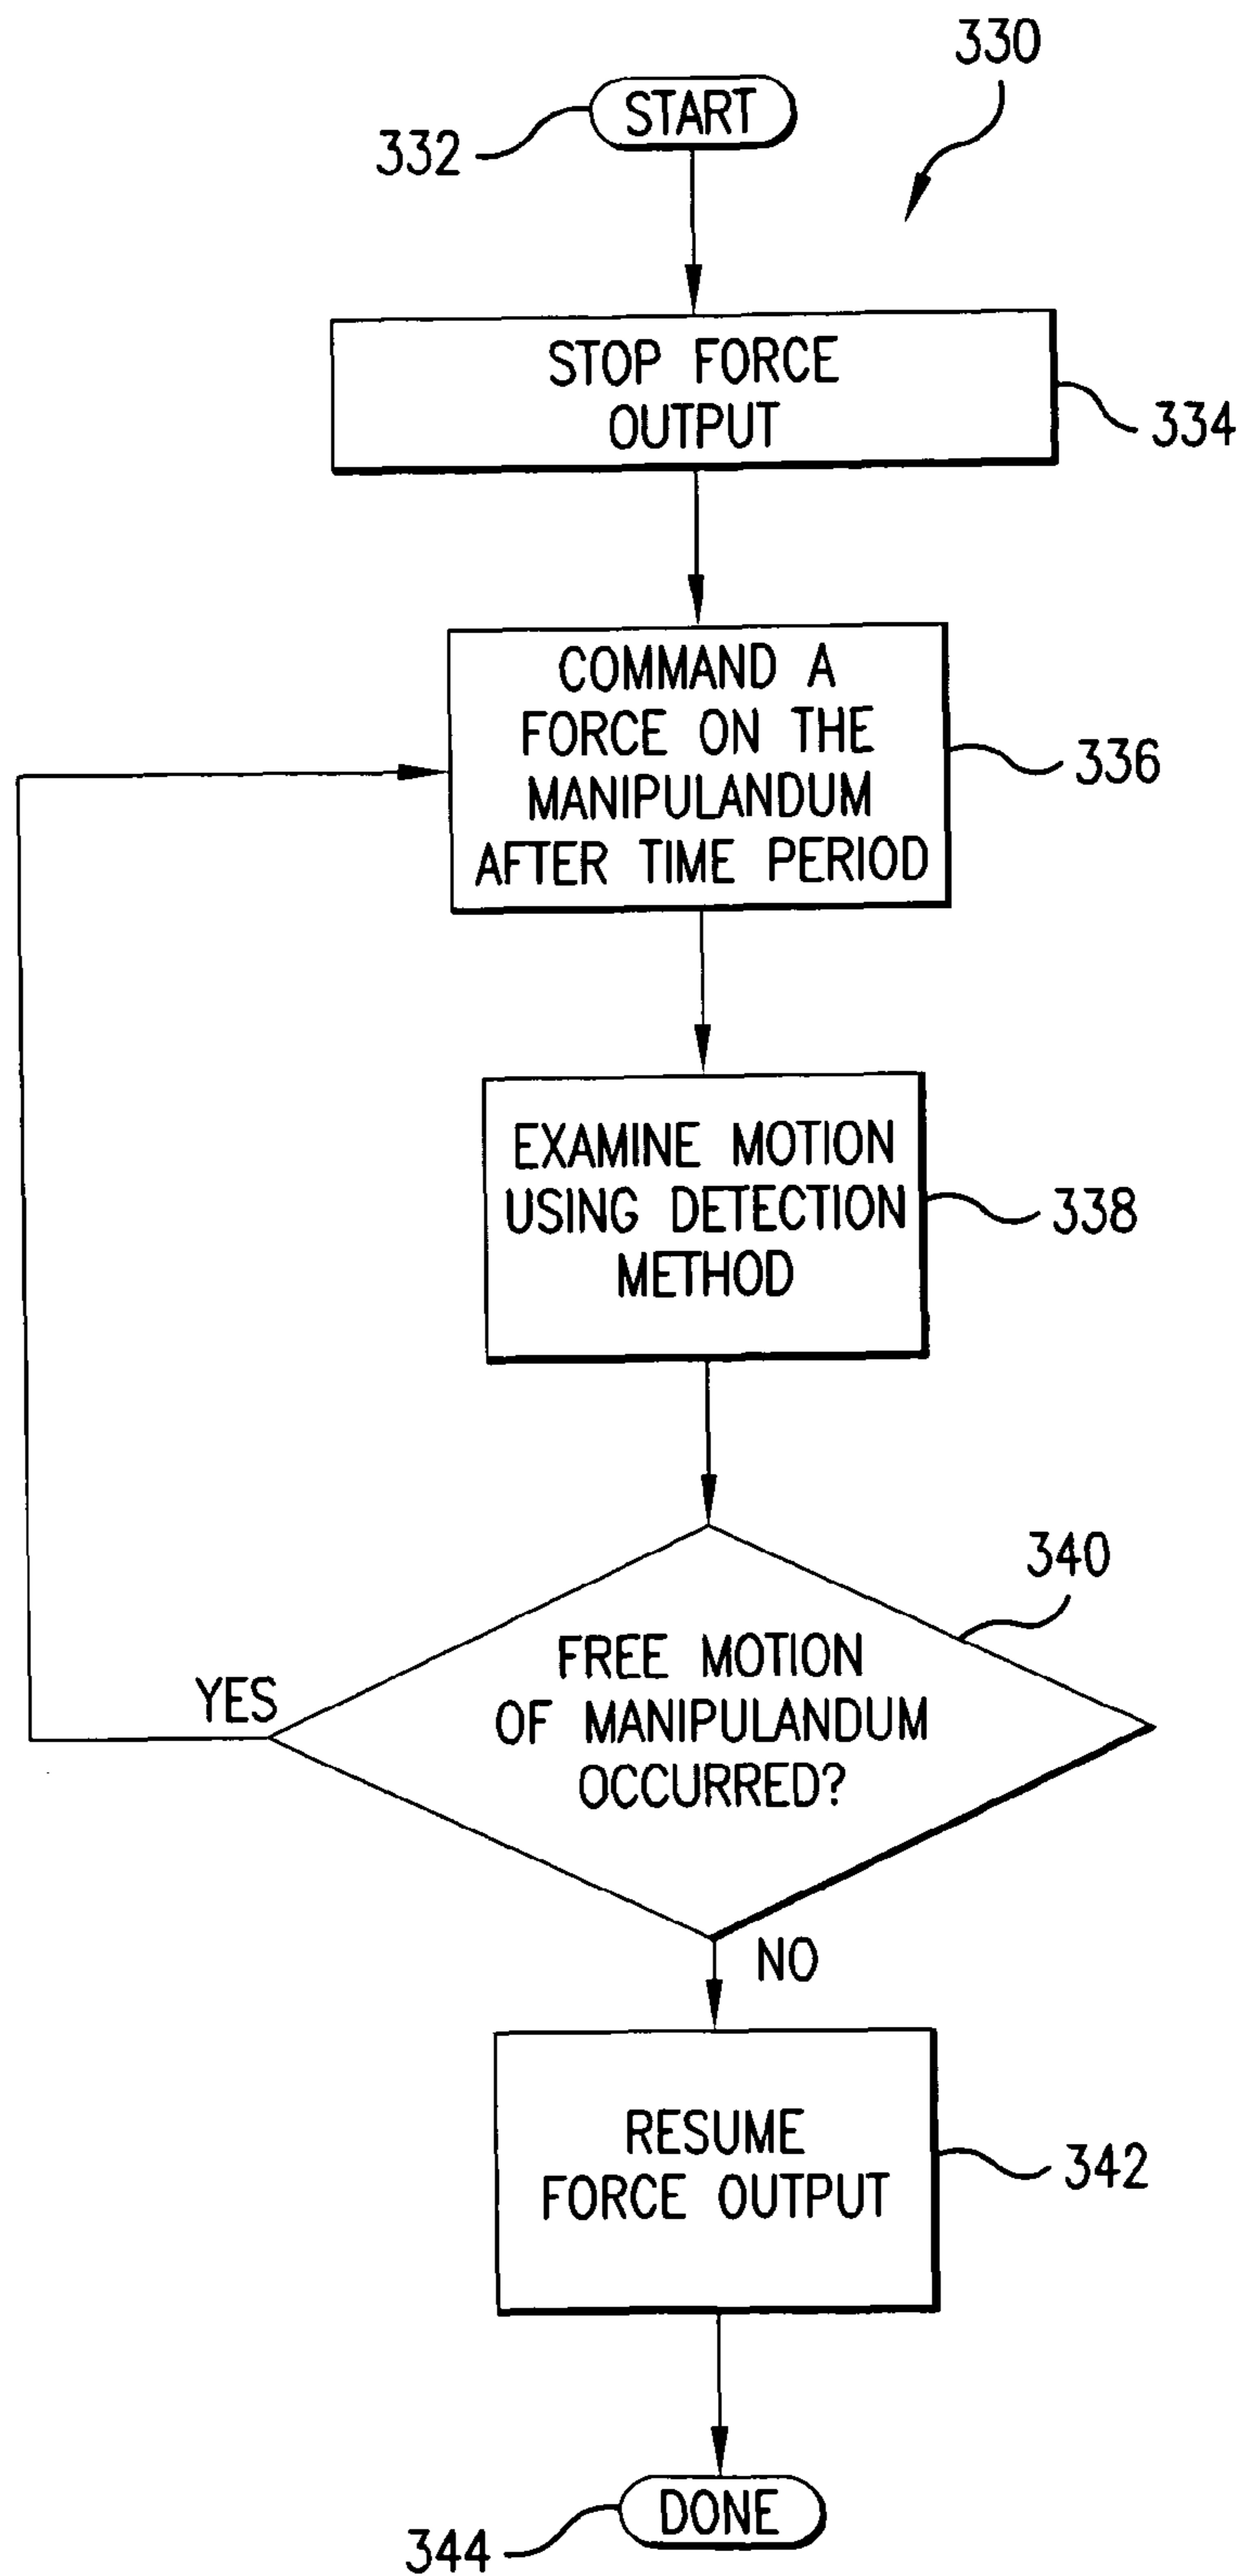 330
START
332
STOP FORCE
OUTPUT
334
COMMAND A
FORCE ON THE
MANIPULANDUM
AFTER TIME PERIOD
336
EXAMINE MOTION
USING DETECTION
METHOD
338
340
FREE MOTION
OF MANIPULANDUM
OCCURRED?
YES
NO
RESUME
FORCE OUTPUT
342
DONE
344